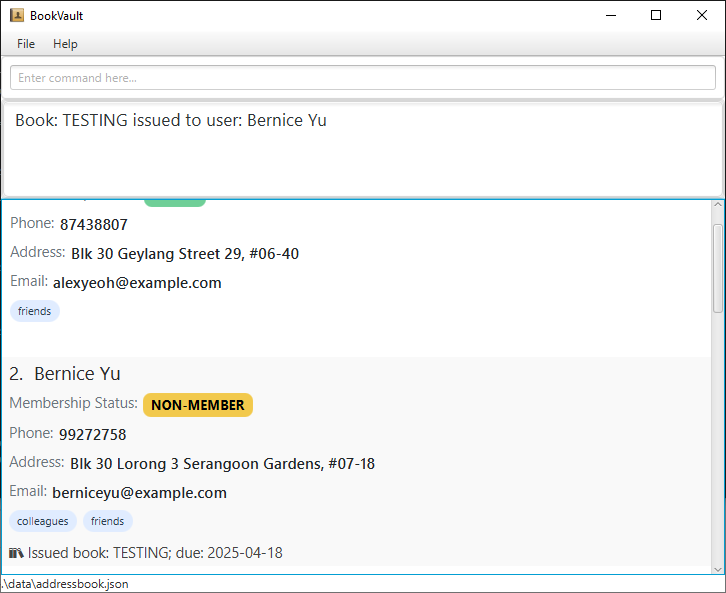 BookVault
File Help
Enter command here...
Book: TESTING issued to user: Bernice Yu
Phone: 87438807
Address: Blk 30 Geylang Street 29, #06-40
Email: alexyeoh@example.com
friends
2. Bernice Yu
Membership Status: NON-MEMBER
Phone: 99272758
Address: Blk 30 Lorong 3 Serangoon Gardens, #07-18
Email: berniceyu@example.com
colleagues friends
Issued book: TESTING; due: 2025-04-18
.\data\addressbook.json